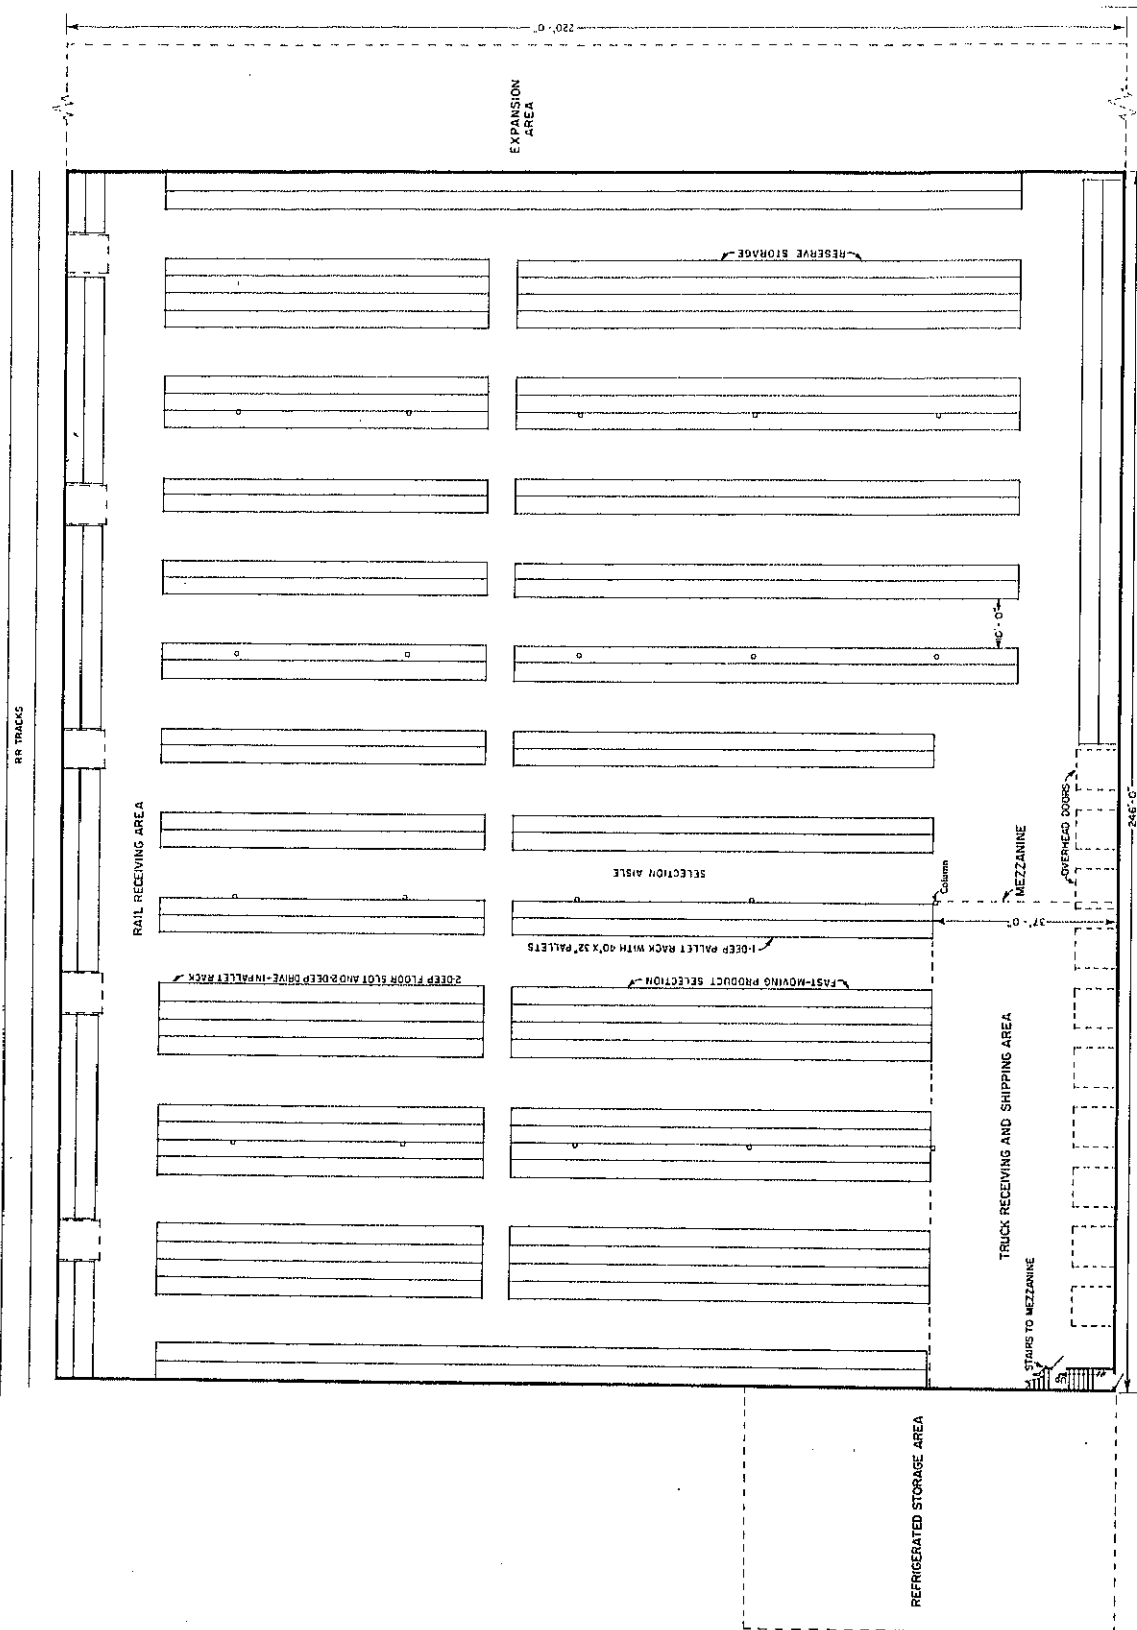 220'-0"
EXPANSION
AREA
RESERVE STORAGE
RR TRACKS
10'-0"
RAIL RECEIVING AREA
SELECTION AISLE
OVERHEAD DOORS
246'-0"
MEZZANINE
Column
37'-0"
1-DEEP PALLET RACK WITH 40"X 32" PALLETS
2-DEEP FLOOR SLOT AND 2-DEEP DRIVE-IN PALLET RACK
FAST-MOVING PRODUCT SELECTION
TRUCK RECEIVING AND SHIPPING AREA
STAIRS TO MEZZANINE
REFRIGERATED STORAGE AREA